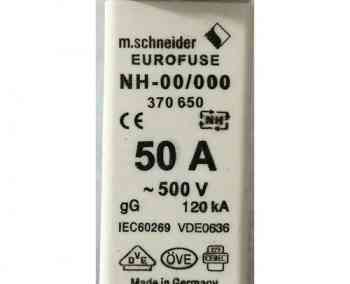 m.schneider
EUROFUSE
NH-00/000
370 650
CE NH
50 A
~ 500 V
gG 120 kA
IEC60269 VDE0636
DVE ÖVE
Made in Germany